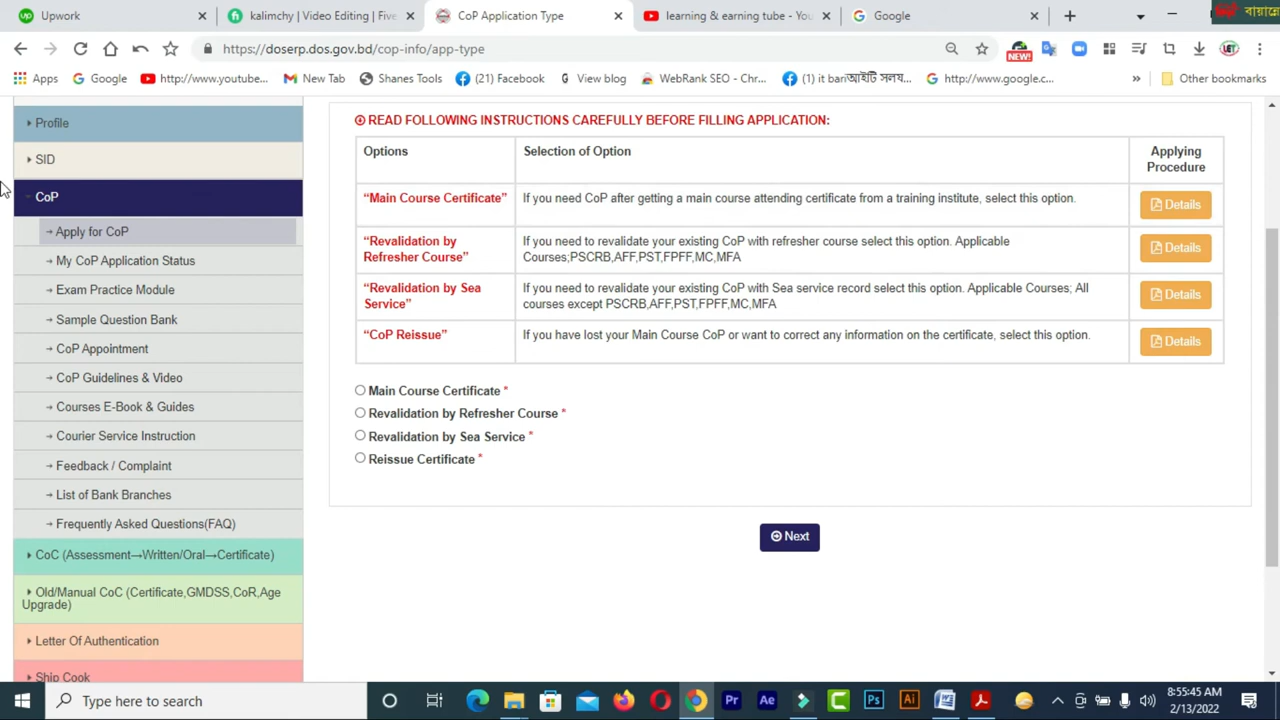 Upwork
kalimchy | Video Editing | Five
CoP Application Type
learning & earning tube - You
Google
বায়ান্নো
https://doserp.dos.gov.bd/cop-info/app-type
NEW!
Apps
Google
http://www.youtube...
New Tab
Shanes Tools
(21) Facebook
View blog
WebRank SEO - Chr...
(1) it banআইটি সলয...
http://www.google.c...
Other bookmarks
Profile
SID
CoP
Apply for CoP
My CoP Application Status
Exam Practice Module
Sample Question Bank
CoP Appointment
CoP Guidelines & Video
Courses E-Book & Guides
Courier Service Instruction
Feedback / Complaint
List of Bank Branches
Frequently Asked Questions(FAQ)
CoC (Assessment→Written/Oral→Certificate)
Old/Manual CoC (Certificate,GMDSS,CoR,Age
Upgrade)
Letter Of Authentication
Ship Cook
READ FOLLOWING INSTRUCTIONS CAREFULLY BEFORE FILLING APPLICATION:
Options
Selection of Option
Applying
Procedure
“Main Course Certificate”
If you need CoP after getting a main course attending certificate from a training institute, select this option.
Details
“Revalidation by
Refresher Course”
If you need to revalidate your existing CoP with refresher course select this option. Applicable
Courses;PSCRB,AFF,PST,FPFF,MC,MFA
Details
“Revalidation by Sea
Service”
If you need to revalidate your existing CoP with Sea service record select this option. Applicable Courses; All
courses except PSCRB,AFF,PST,FPFF,MC,MFA
Details
“CoP Reissue”
If you have lost your Main Course CoP or want to correct any information on the certificate, select this option.
Details
Main Course Certificate *
Revalidation by Refresher Course *
Revalidation by Sea Service *
Reissue Certificate *
Next
Type here to search
Pr
Ae
Ps
Ai
8:55:45 AM
2/13/2022